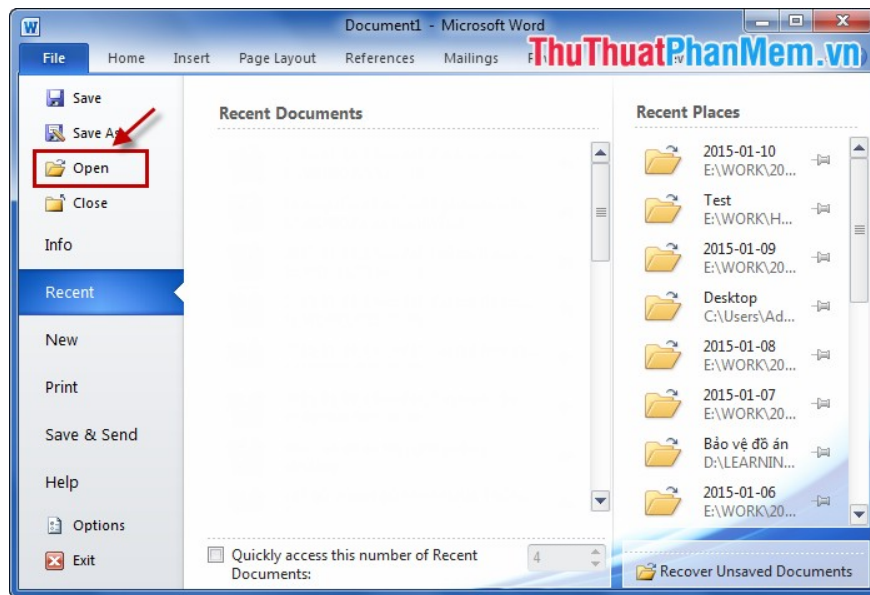 Document1 - Microsoft Word
ThuThuatPhanMem.vn
File Home Insert Page Layout References Mailings
Save
Save As
Open
Close
Info
Recent
New
Print
Save & Send
Help
Options
Exit
Recent Documents
Quickly access this number of Recent
Documents:
4
Recent Places
2015-01-10
E:\WORK\20...
Test
E:\WORK\H...
2015-01-09
E:\WORK\20...
Desktop
C:\Users\Ad...
2015-01-08
E:\WORK\20...
2015-01-07
E:\WORK\20...
Bảo vệ đồ án
D:\LEARNIN...
2015-01-06
E:\WORK\20...
Recover Unsaved Documents